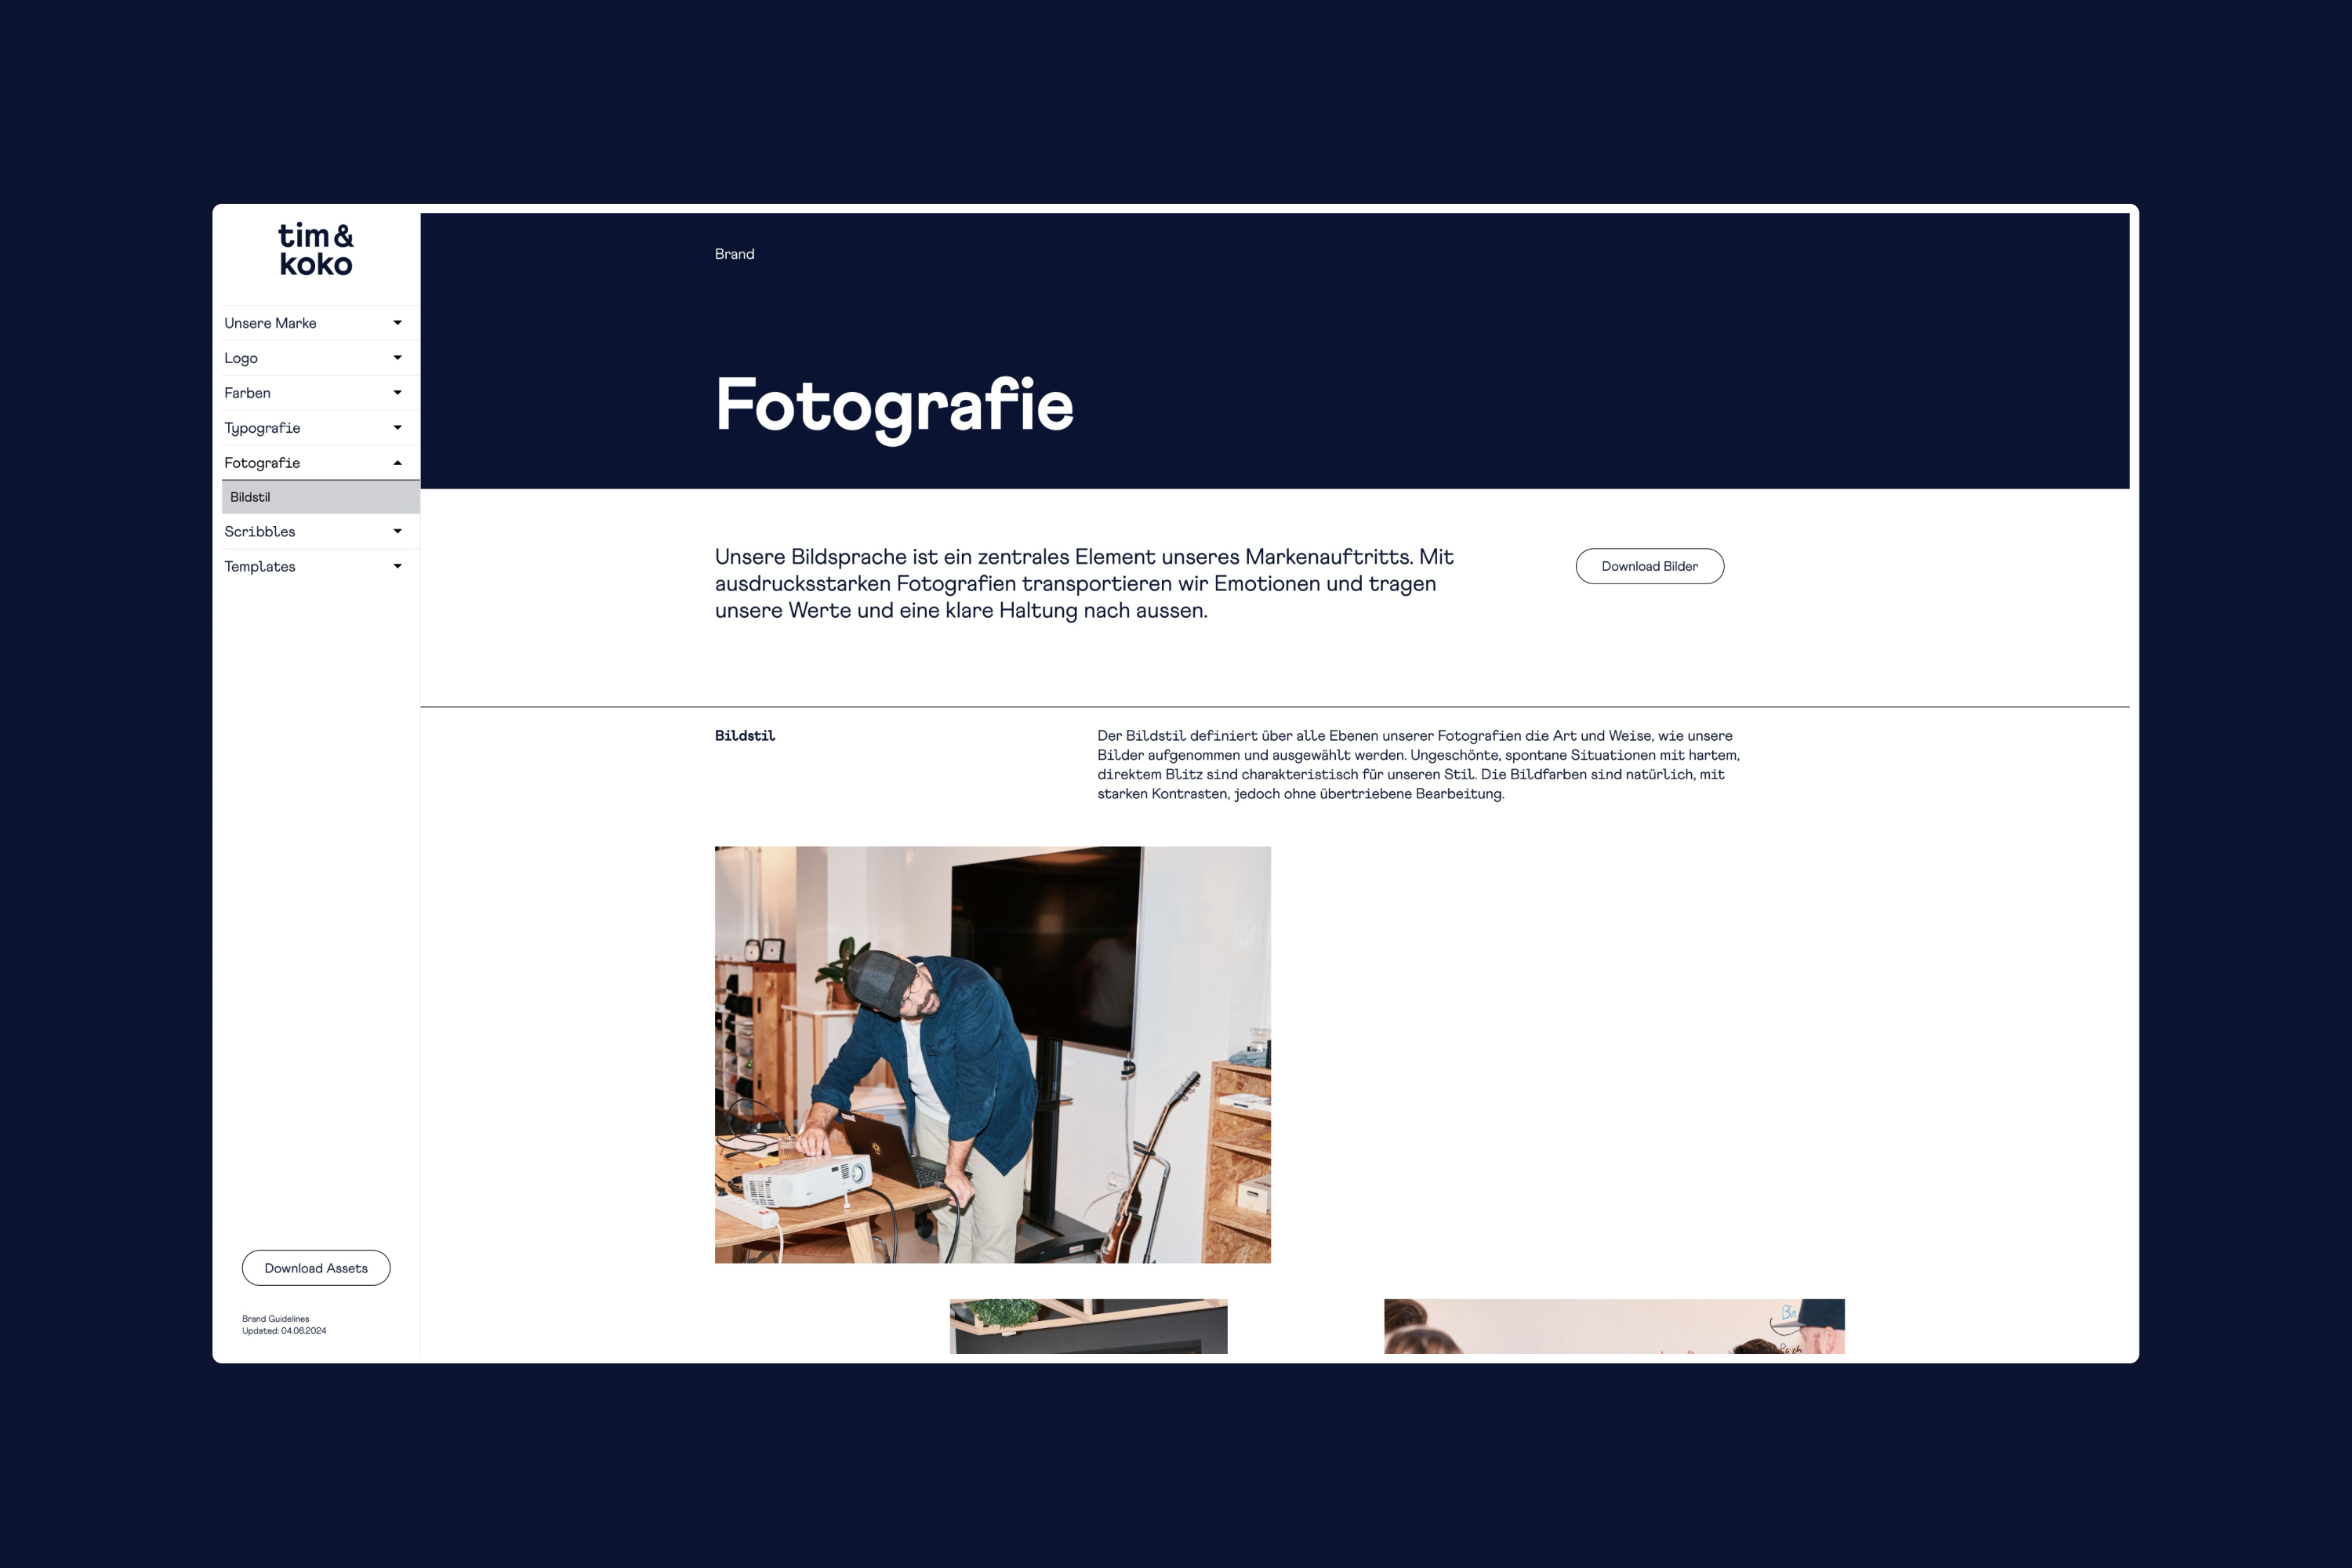 tim &
koko
Unsere Marke
Logo
Farben
Typografie
Fotografie
Bildstil
Scribbles
Templates
Download Assets
Brand Guidelines
Updated: 04.06.2024
Brand
Fotografie
Unsere Bildsprache ist ein zentrales Element unseres Markenauftritts. Mit
ausdrucksstarken Fotografien transportieren wir Emotionen und tragen
unsere Werte und eine klare Haltung nach aussen.
Download Bilder
Bildstil
Der Bildstil definiert über alle Ebenen unserer Fotografien die Art und Weise, wie unsere
Bilder aufgenommen und ausgewählt werden. Ungeschönte, spontane Situationen mit hartem,
direktem Blitz sind charakteristisch für unseren Stil. Die Bildfarben sind natürlich, mit
starken Kontrasten, jedoch ohne übertriebene Bearbeitung.